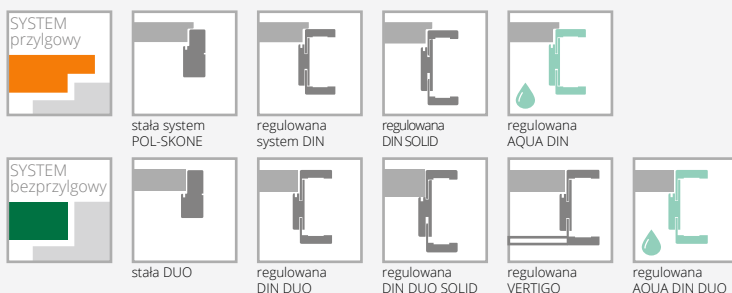 SYSTEM
przylgowy
stała system
POL-SKONE
regulowana
system DIN
regulowana
DIN SOLID
regulowana
AQUA DIN
SYSTEM
bezprzylgowy
stała DUO
regulowana
DIN DUO
regulowana
DIN DUO SOLID
regulowana
VERTIGO
regulowana
AQUA DIN DUO